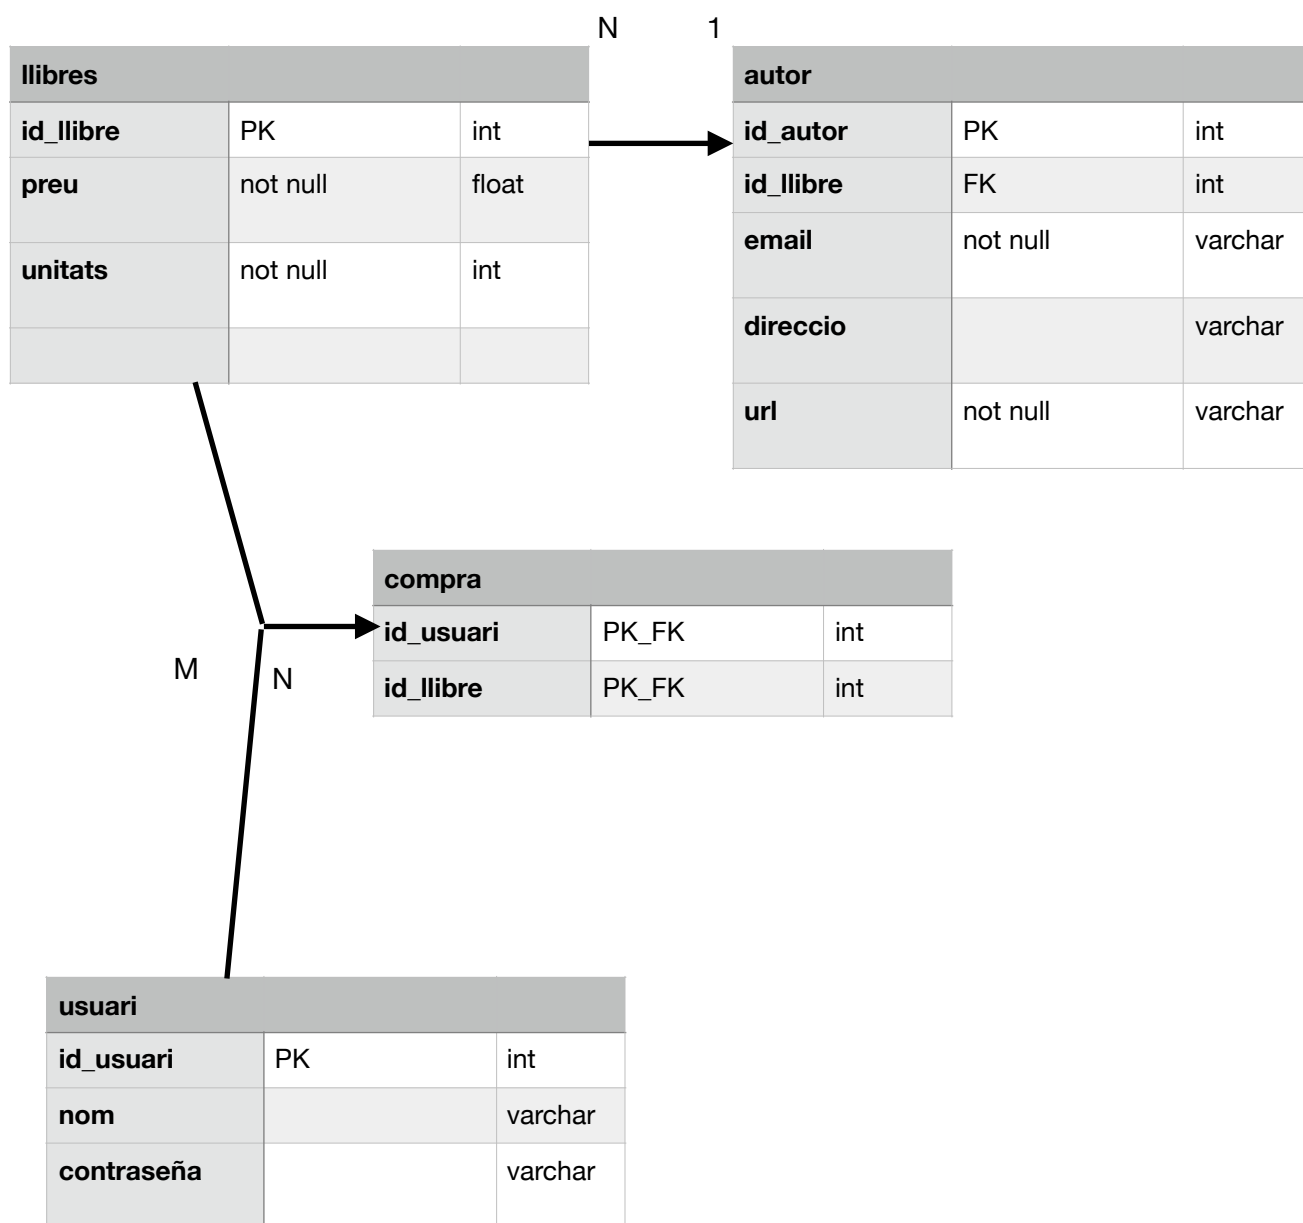 N 1
llibres
id_llibre PK int
preu not null float
unitats not null int
autor
id_autor PK int
id_llibre FK int
email not null varchar
direccio varchar
url not null varchar
compra
id_usuari PK_FK int
id_llibre PK_FK int
M N
usuari
id_usuari PK int
nom varchar
contraseña varchar